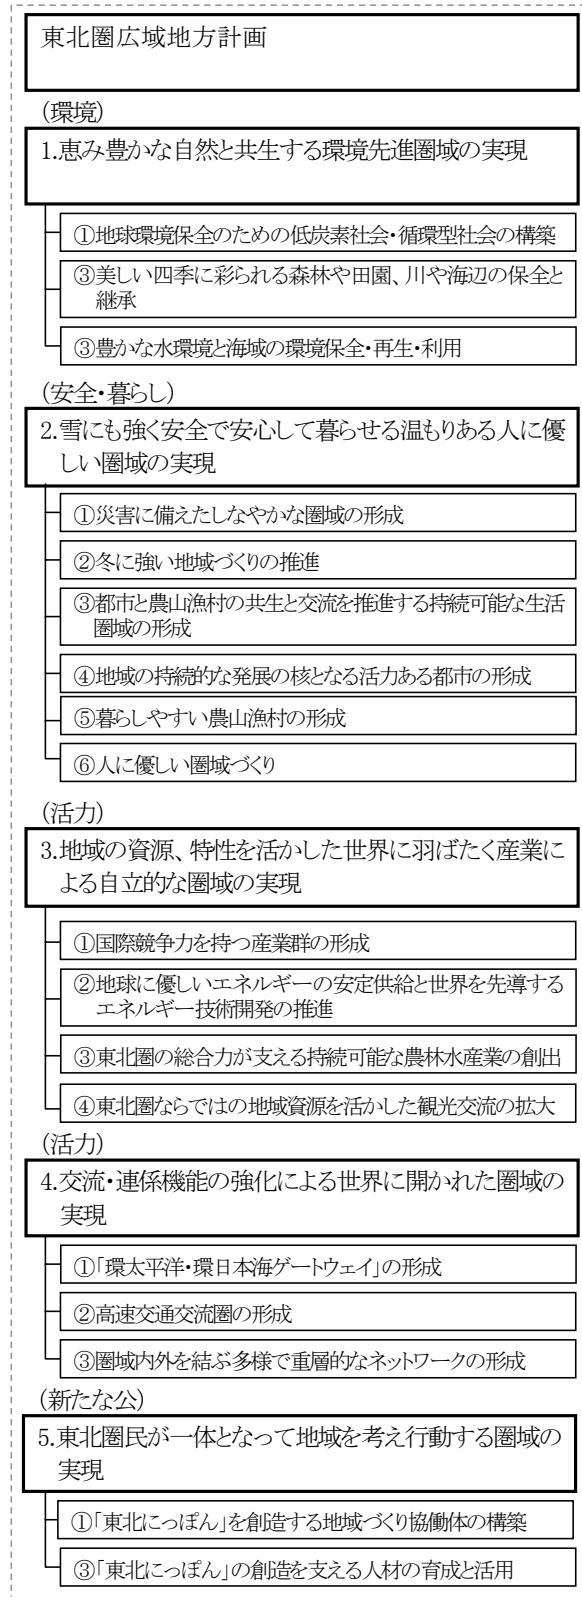 東北圏広域地方計画
(環境)
1.恵み豊かな自然と共生する環境先進圏域の実現
①地球環境保全のための低炭素社会・循環型社会の構築
③美しい四季に彩られる森林や田園、川や海辺の保全と
継承
③豊かな水環境と海域の環境保全・再生・利用
(安全・暮らし)
2.雪にも強く安全で安心して暮らせる温もりある人に優
しい圏域の実現
①災害に備えたしなやかな圏域の形成
②冬に強い地域づくりの推進
③都市と農山漁村の共生と交流を推進する持続可能な生活
圏域の形成
④地域の持続的な発展の核となる活力ある都市の形成
⑤暮らしやすい農山漁村の形成
⑥人に優しい圏域づくり
(活力)
3.地域の資源、特性を活かした世界に羽ばたく産業に
よる自立的な圏域の実現
①国際競争力を持つ産業群の形成
②地球に優しいエネルギーの安定供給と世界を先導する
エネルギー技術開発の推進
③東北圏の総合力が支える持続可能な農林水産業の創出
④東北圏ならではの地域資源を活かした観光交流の拡大
(活力)
4.交流・連係機能の強化による世界に開かれた圏域の
実現
①「環太平洋・環日本海ゲートウェイ」の形成
②高速交通交流圏の形成
③圏域内外を結ぶ多様で重層的なネットワークの形成
(新たな公)
5.東北圏民が一体となって地域を考え行動する圏域の
実現
①「東北にっぽん」を創造する地域づくり協働体の構築
③「東北にっぽん」の創造を支える人材の育成と活用